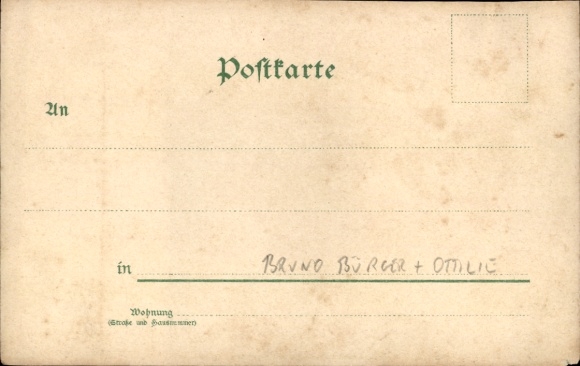 Postkarte
An
in BRUNO BÜRGER + OTTILIE
Wohnung
(Straße und Hausnummer)